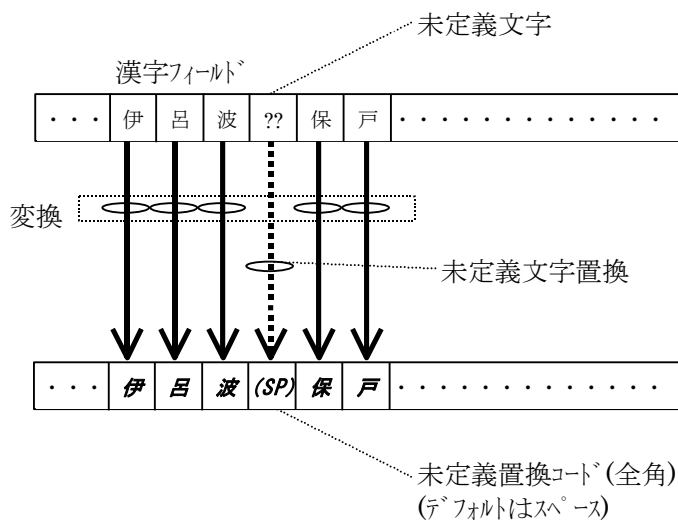 未定義文字
漢字フィールド
・・・ 伊 呂 波 ?? 保 戸 ・・・・・・・・・・・・・
変換
未定義文字置換
・・・ 伊 呂 波 (SP) 保 戸 ・・・・・・・・・・・・・
未定義置換コード(全角)
(デフォルトはスペース)